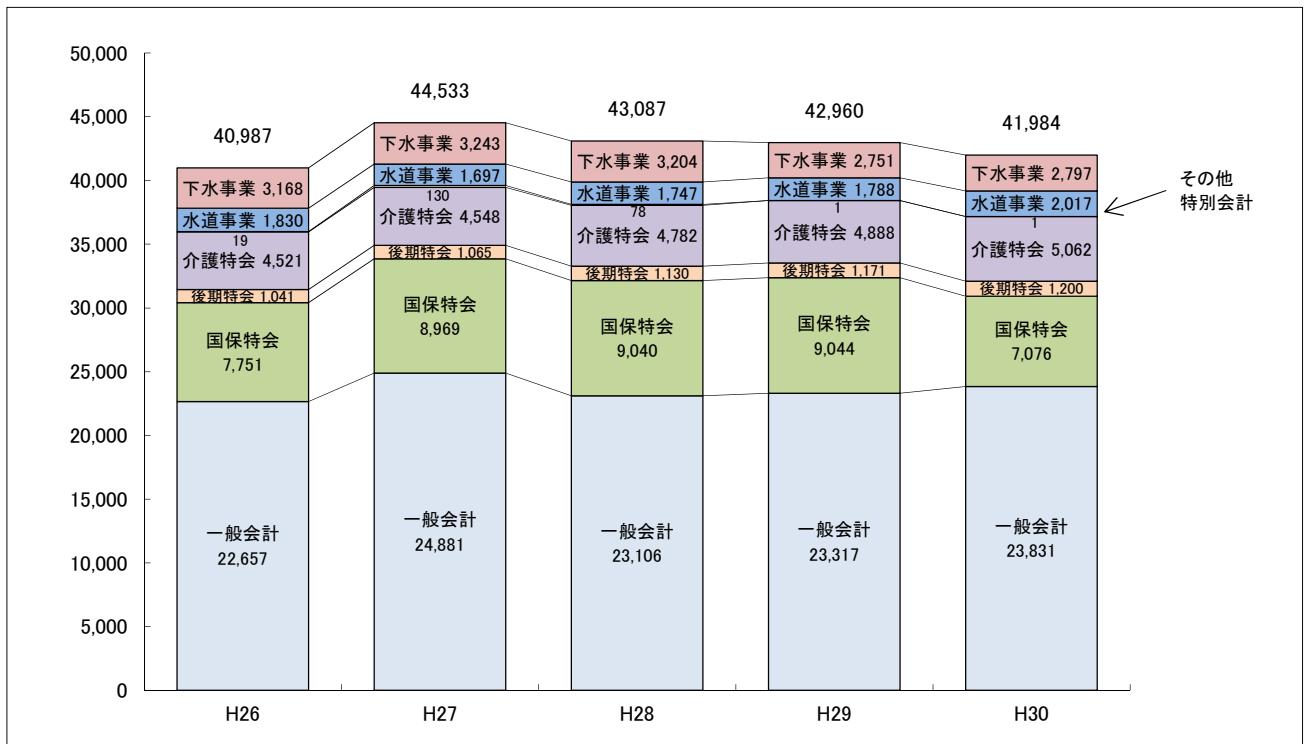 50,000
45,000
40,000
35,000
30,000
25,000
20,000
15,000
10,000
5,000
0
40,987
下水事業 3,168
水道事業 1,830
19
介護特会 4,521
後期特会 1,041
国保特会
7,751
一般会計
22,657
H26
44,533
下水事業 3,243
水道事業 1,697
130
介護特会 4,548
後期特会 1,065
国保特会
8,969
一般会計
24,881
H27
43,087
下水事業 3,204
水道事業 1,747
78
介護特会 4,782
後期特会 1,130
国保特会
9,040
一般会計
23,106
H28
42,960
下水事業 2,751
水道事業 1,788
1
介護特会 4,888
後期特会 1,171
国保特会
9,044
一般会計
23,317
H29
41,984
下水事業 2,797
水道事業 2,017
1
介護特会 5,062
後期特会 1,200
国保特会
7,076
一般会計
23,831
H30
その他
特別会計